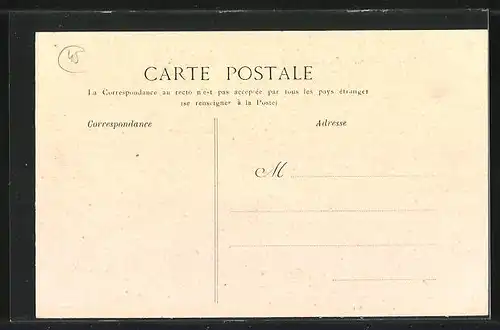 45
CARTE POSTALE
La Correspondance au recto n'est pas acceptée par tous les pays étranger
(se renseigner à la Poste)
Correspondance
Adresse
M